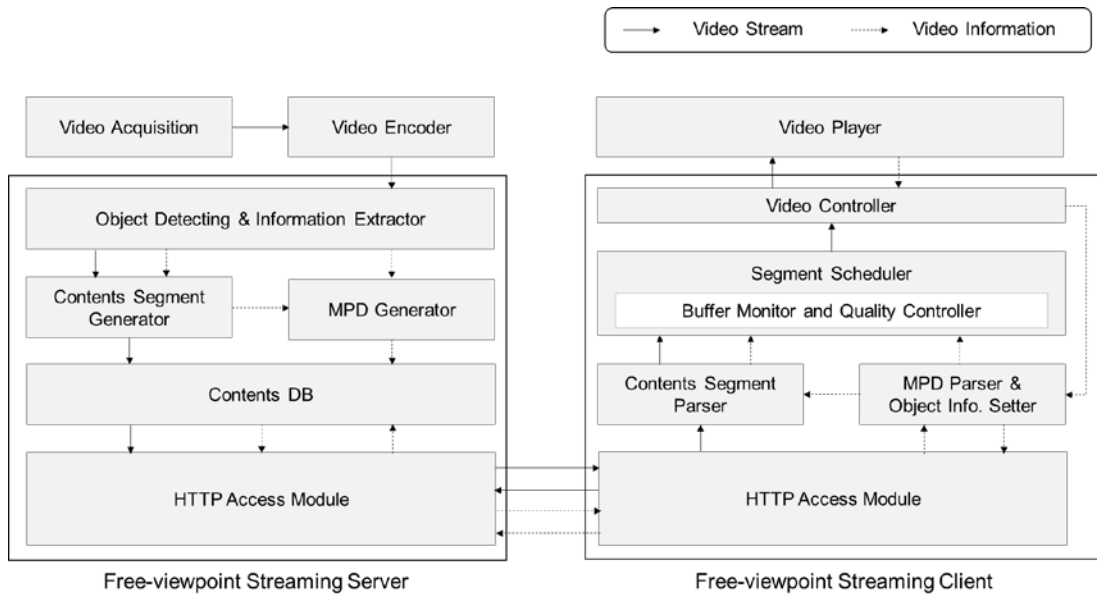 Video Stream
Video Information
Video Acquisition
Video Encoder
Object Detecting & Information Extractor
Contents Segment
Generator
MPD Generator
Contents DB
HTTP Access Module
Free-viewpoint Streaming Server
Video Player
Video Controller
Segment Scheduler
Buffer Monitor and Quality Controller
Contents Segment
Parser
MPD Parser &
Object Info. Setter
HTTP Access Module
Free-viewpoint Streaming Client